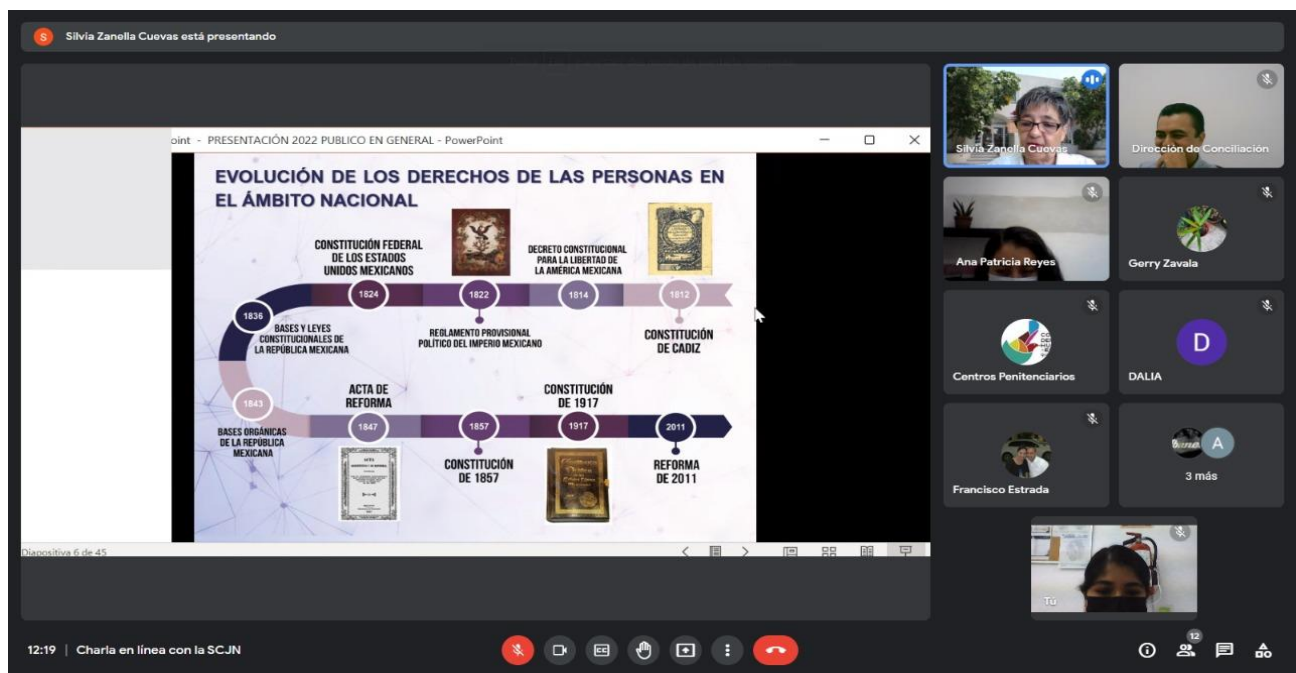 S Silvia Zanella Cuevas está presentando
oint - PRESENTACIÓN 2022 PUBLICO EN GENERAL - PowerPoint
EVOLUCIÓN DE LOS DERECHOS DE LAS PERSONAS EN
EL ÁMBITO NACIONAL
CONSTITUCIÓN FEDERAL
DE LOS ESTADOS
UNIDOS MEXICANOS
DECRETO CONSTITUCIONAL
PARA LA LIBERTAD DE
LA AMÉRICA MEXICANA
1836
1824
1822
1814
1812
BASES Y LEYES
CONSTITUCIONALES DE
LA REPÚBLICA MEXICANA
REGLAMENTO PROVISIONAL
POLÍTICO DEL IMPERIO MEXICANO
CONSTITUCIÓN
DE CADIZ
ACTA DE
REFORMA
CONSTITUCIÓN
DE 1917
1843
1847
1857
1917
2011
BASES ORGÁNICAS
DE LA REPÚBLICA
MEXICANA
CONSTITUCIÓN
DE 1857
REFORMA
DE 2011
Diapositiva 6 de 45
Silvia Zanella Cuevas
Dirección de Conciliación
Ana Patricia Reyes
Gerry Zavala
Centros Penitenciarios
D
DALIA
Francisco Estrada
A
3 más
Tú
12:19 | Charla en línea con la SCJN
12